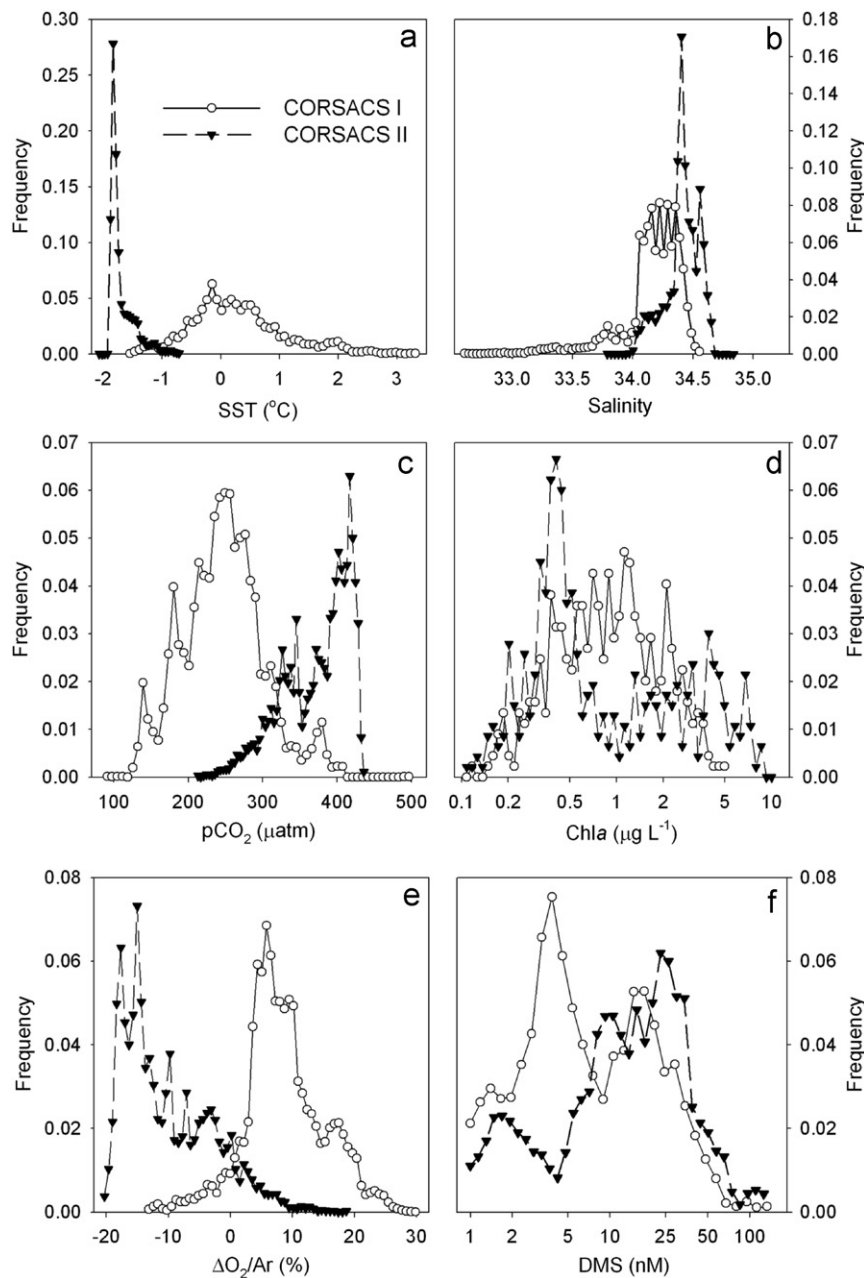 a
b
0.30
0.25
0.20
0.15
0.10
0.05
0.00
Frequency
CORSACS I
CORSACS II
-2 -1 0 1 2 3
SST (°C)
0.18
0.16
0.14
0.12
0.10
0.08
0.06
0.04
0.02
0.00
Frequency
33.0 33.5 34.0 34.5 35.0
Salinity
c
d
0.07
0.06
0.05
0.04
0.03
0.02
0.01
0.00
Frequency
100 200 300 400 500
pCO₂ (μatm)
0.07
0.06
0.05
0.04
0.03
0.02
0.01
0.00
Frequency
0.1 0.2 0.5 1 2 5 10
Chla (μg L⁻¹)
e
f
0.08
0.06
0.04
0.02
0.00
Frequency
-20 -10 0 10 20 30
ΔO₂/Ar (%)
0.08
0.06
0.04
0.02
0.00
Frequency
1 2 5 10 25 50 100
DMS (nM)